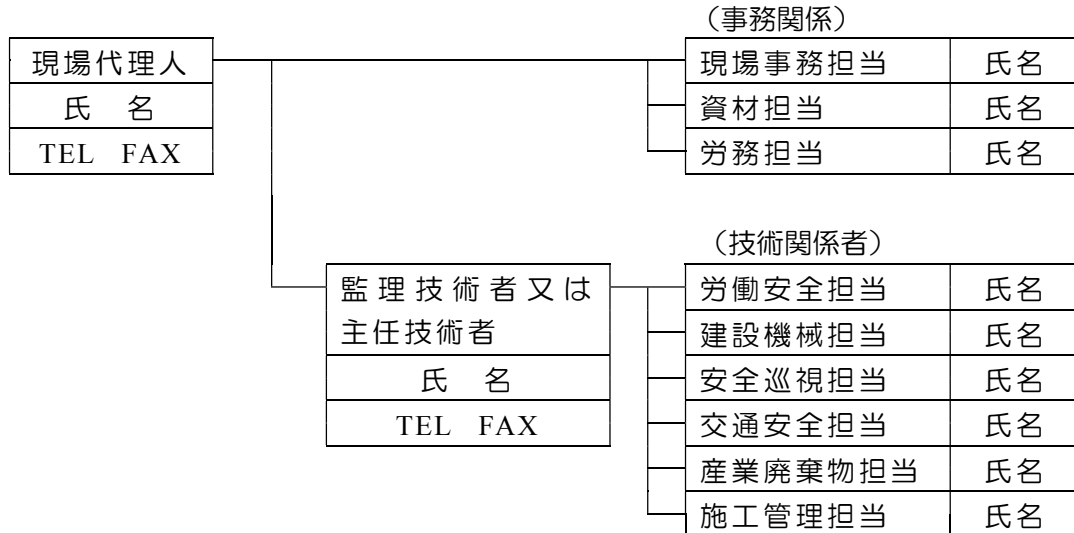 (事務関係)
現場代理人
氏 名
TEL FAX
現場事務担当 氏名
資材担当 氏名
労務担当 氏名
(技術関係者)
監理技術者又は
主任技術者
氏 名
TEL FAX
労働安全担当 氏名
建設機械担当 氏名
安全巡視担当 氏名
交通安全担当 氏名
産業廃棄物担当 氏名
施工管理担当 氏名